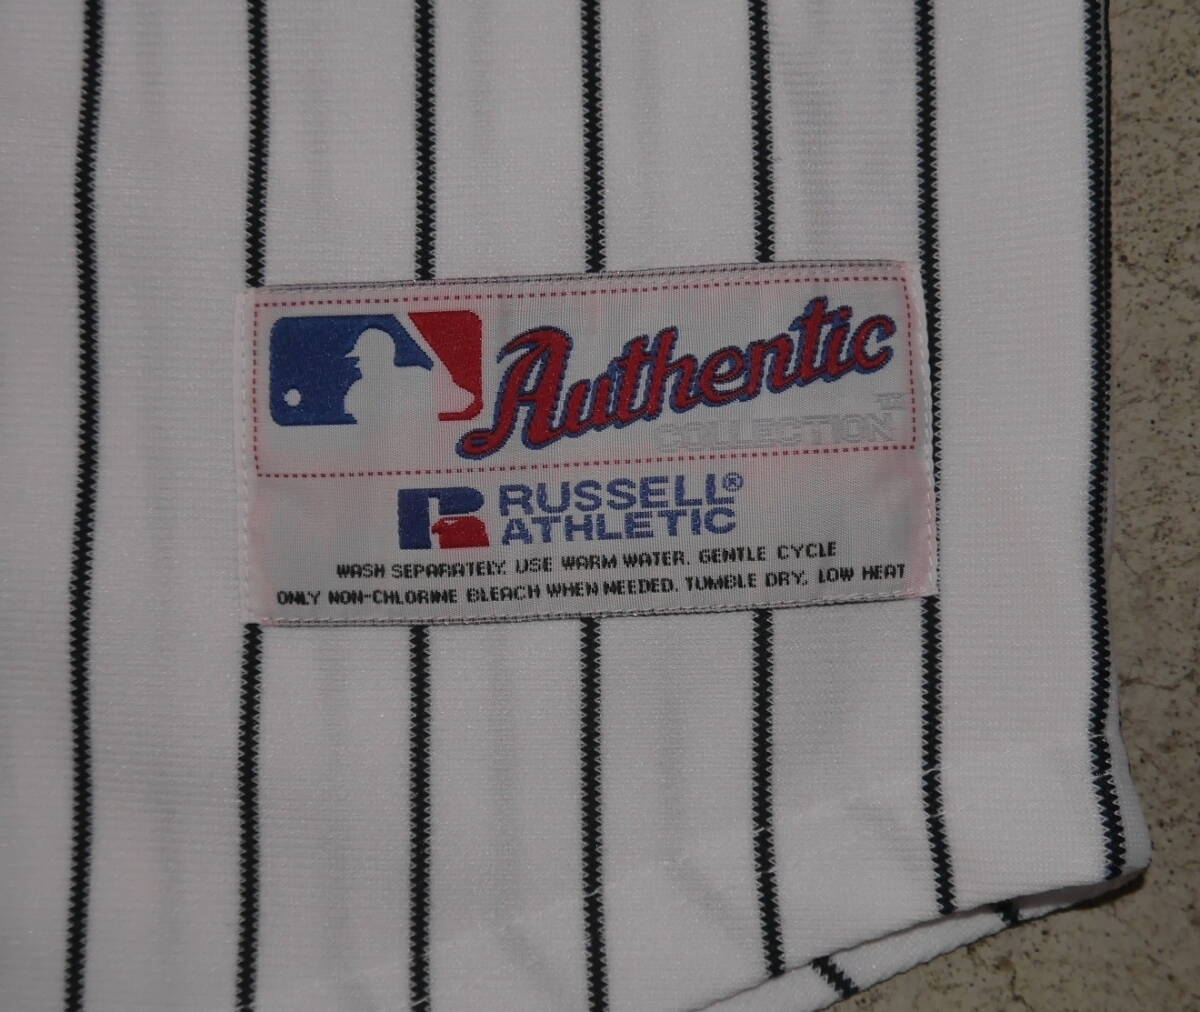 Authentic
COLLECTION™
RUSSELL®
ATHLETIC
WASH SEPARATELY. USE WARM WATER. GENTLE CYCLE
ONLY NON-CHLORINE BLEACH WHEN NEEDED. TUMBLE DRY, LOW HEAT